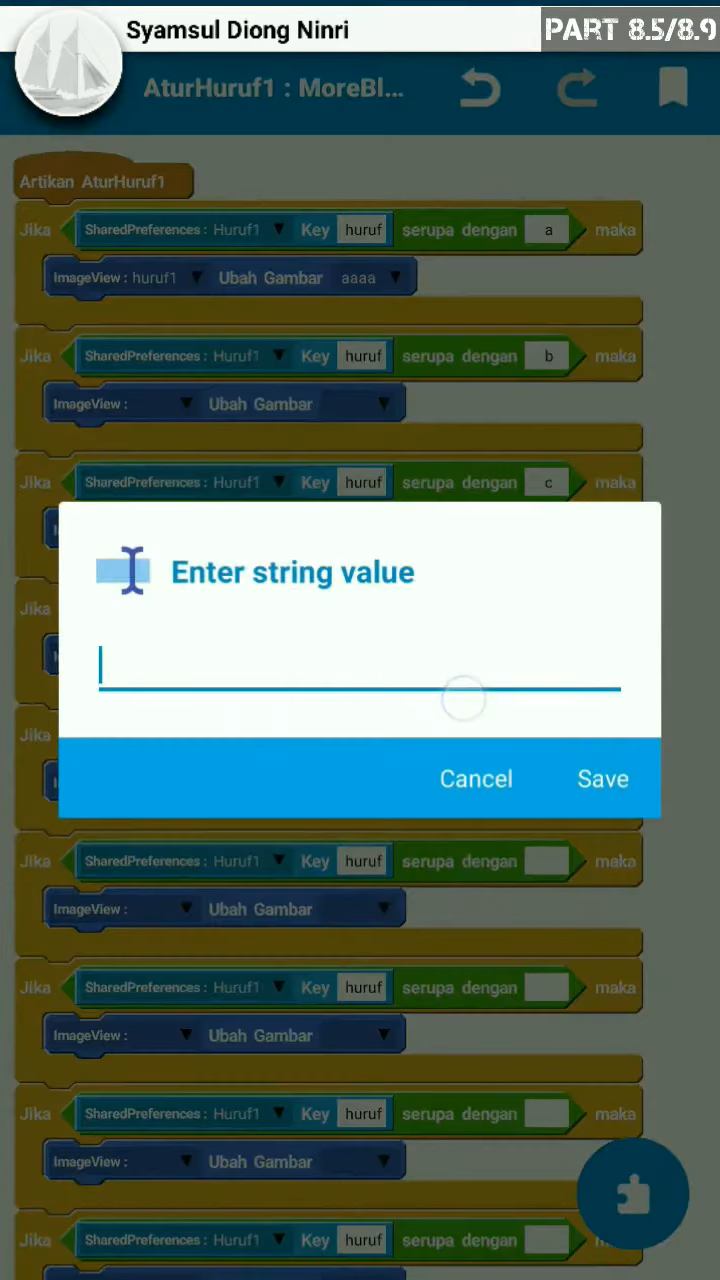 Syamsul Diong Ninri
PART 8.5/8.9
AturHuruf1 : MoreBl...
Artikan AturHuruf1
Jika SharedPreferences : Huruf1 Key huruf serupa dengan a maka
ImageView : huruf1 Ubah Gambar aaaa
Jika SharedPreferences : Huruf1 Key huruf serupa dengan b maka
ImageView : Ubah Gambar
Jika SharedPreferences : Huruf1 Key huruf serupa dengan c maka
Enter string value
Jika
Jika
Cancel Save
Jika SharedPreferences : Huruf1 Key huruf serupa dengan maka
ImageView : Ubah Gambar
Jika SharedPreferences : Huruf1 Key huruf serupa dengan maka
ImageView : Ubah Gambar
Jika SharedPreferences : Huruf1 Key huruf serupa dengan maka
ImageView : Ubah Gambar
Jika SharedPreferences : Huruf1 Key huruf serupa dengan